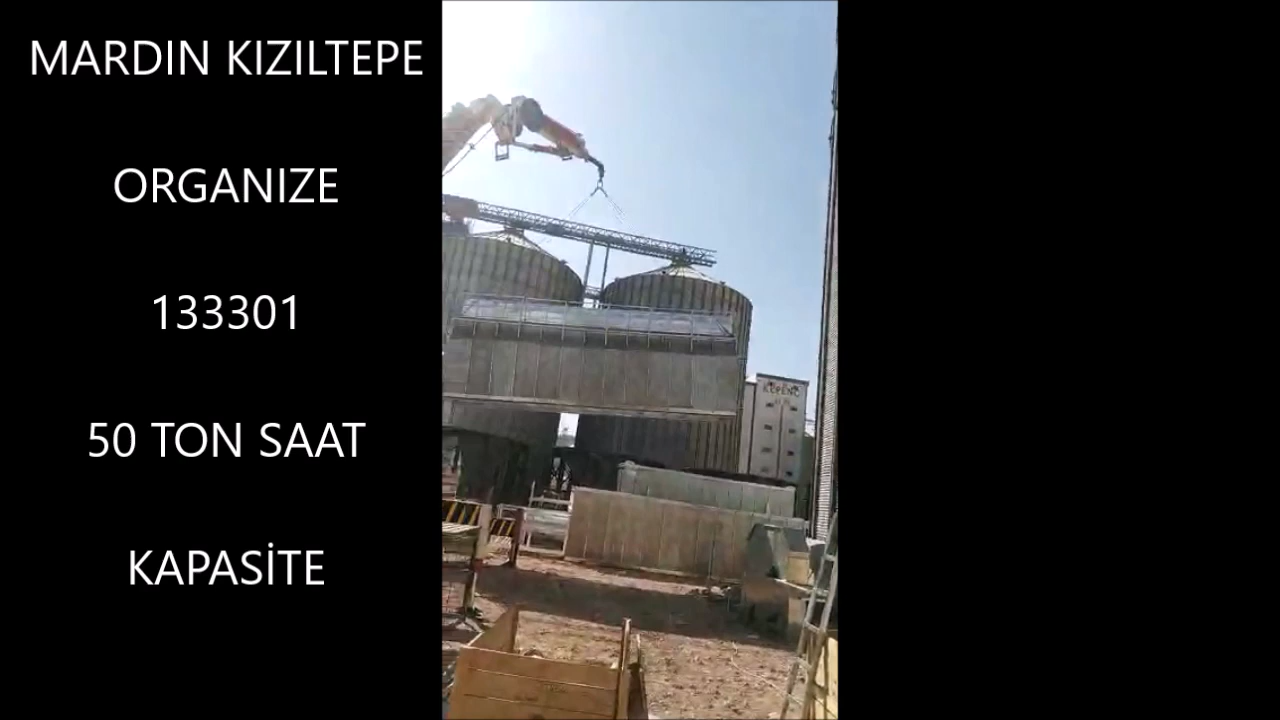 MARDIN KIZILTEPE
ORGANIZE
133301
50 TON SAAT
KAPASİTE